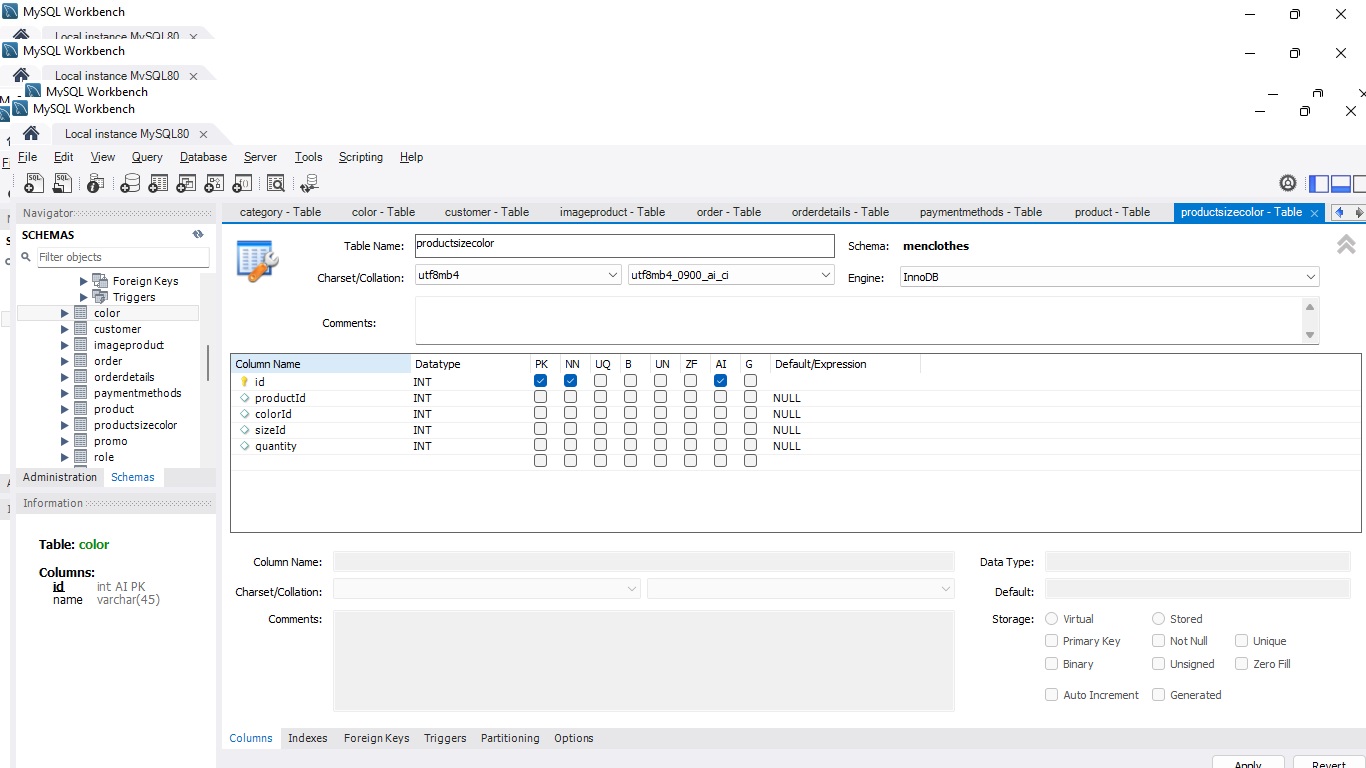 MySQL Workbench
Local instance MySQL80
MySQL Workbench
Local instance MySQL80
MySQL Workbench
MySQL Workbench
Local instance MySQL80
File Edit View Query Database Server Tools Scripting Help
Navigator
SCHEMAS
Filter objects
Foreign Keys
Triggers
color
customer
imageproduct
order
orderdetails
paymentmethods
product
productsizecolor
promo
role
Administration Schemas
Information
Table: color
Columns:
id int AI PK
name varchar(45)
category - Table color - Table customer - Table imageproduct - Table order - Table orderdetails - Table paymentmethods - Table product - Table productsizecolor - Table
Table Name: productsizecolor Schema: menclothes
Charset/Collation: utf8mb4 utf8mb4_0900_ai_ci Engine: InnoDB
Comments:
Column Name Datatype PK NN UQ B UN ZF AI G Default/Expression
id INT
productId INT NULL
colorId INT NULL
sizeId INT NULL
quantity INT NULL
Column Name: Data Type:
Charset/Collation: Default:
Comments: Storage: Virtual Stored
Primary Key Not Null Unique
Binary Unsigned Zero Fill
Auto Increment Generated
Columns Indexes Foreign Keys Triggers Partitioning Options
Apply Revert